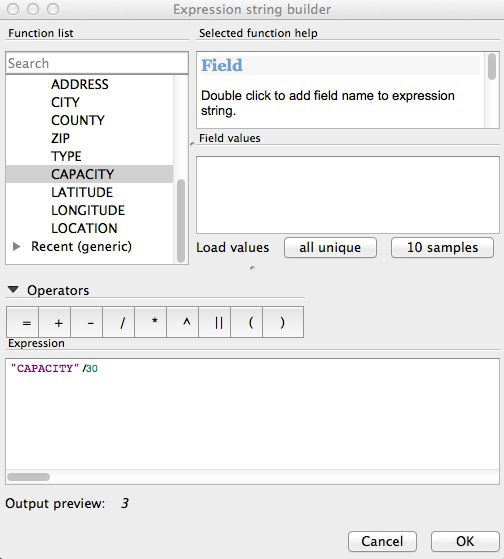 Expression string builder
Function list
Selected function help
Search
ADDRESS
CITY
COUNTY
ZIP
TYPE
CAPACITY
LATITUDE
LONGITUDE
LOCATION
Recent (generic)
Field
Double click to add field name to expression
string.
Field values
Load values all unique 10 samples
Operators
= + - / * ^ || ( )
Expression
"CAPACITY" /30
Output preview: 3
Cancel OK